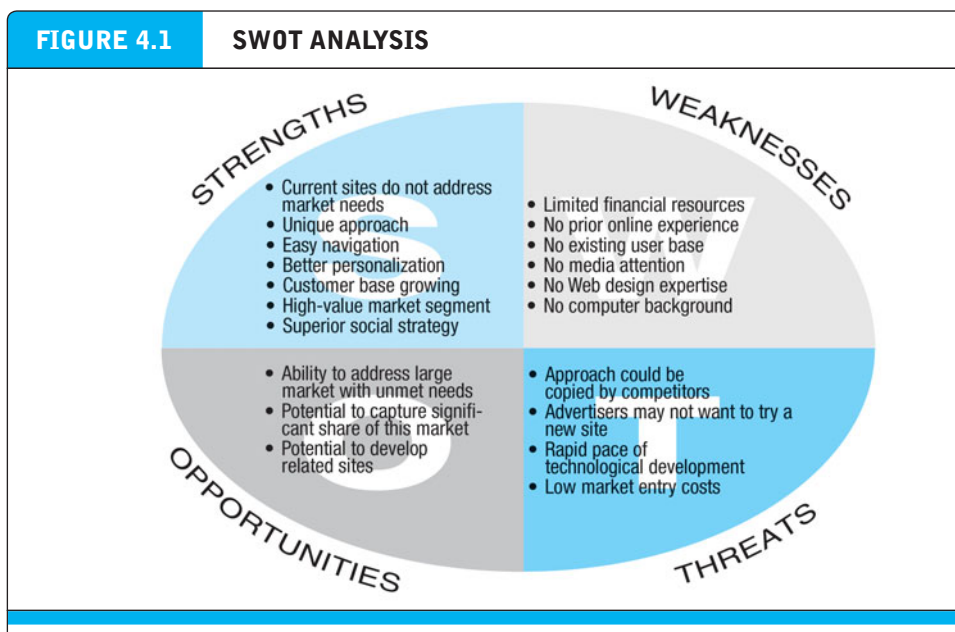 FIGURE 4.1 SWOT ANALYSIS
STRENGTHS
S
• Current sites do not address
market needs
• Unique approach
• Easy navigation
• Better personalization
• Customer base growing
• High-value market segment
• Superior social strategy
WEAKNESSES
W
• Limited financial resources
• No prior online experience
• No existing user base
• No media attention
• No Web design expertise
• No computer background
OPPORTUNITIES
O
• Ability to address large
market with unmet needs
• Potential to capture signifi-
cant share of this market
• Potential to develop
related sites
THREATS
T
• Approach could be
copied by competitors
• Advertisers may not want to try a
new site
• Rapid pace of
technological development
• Low market entry costs